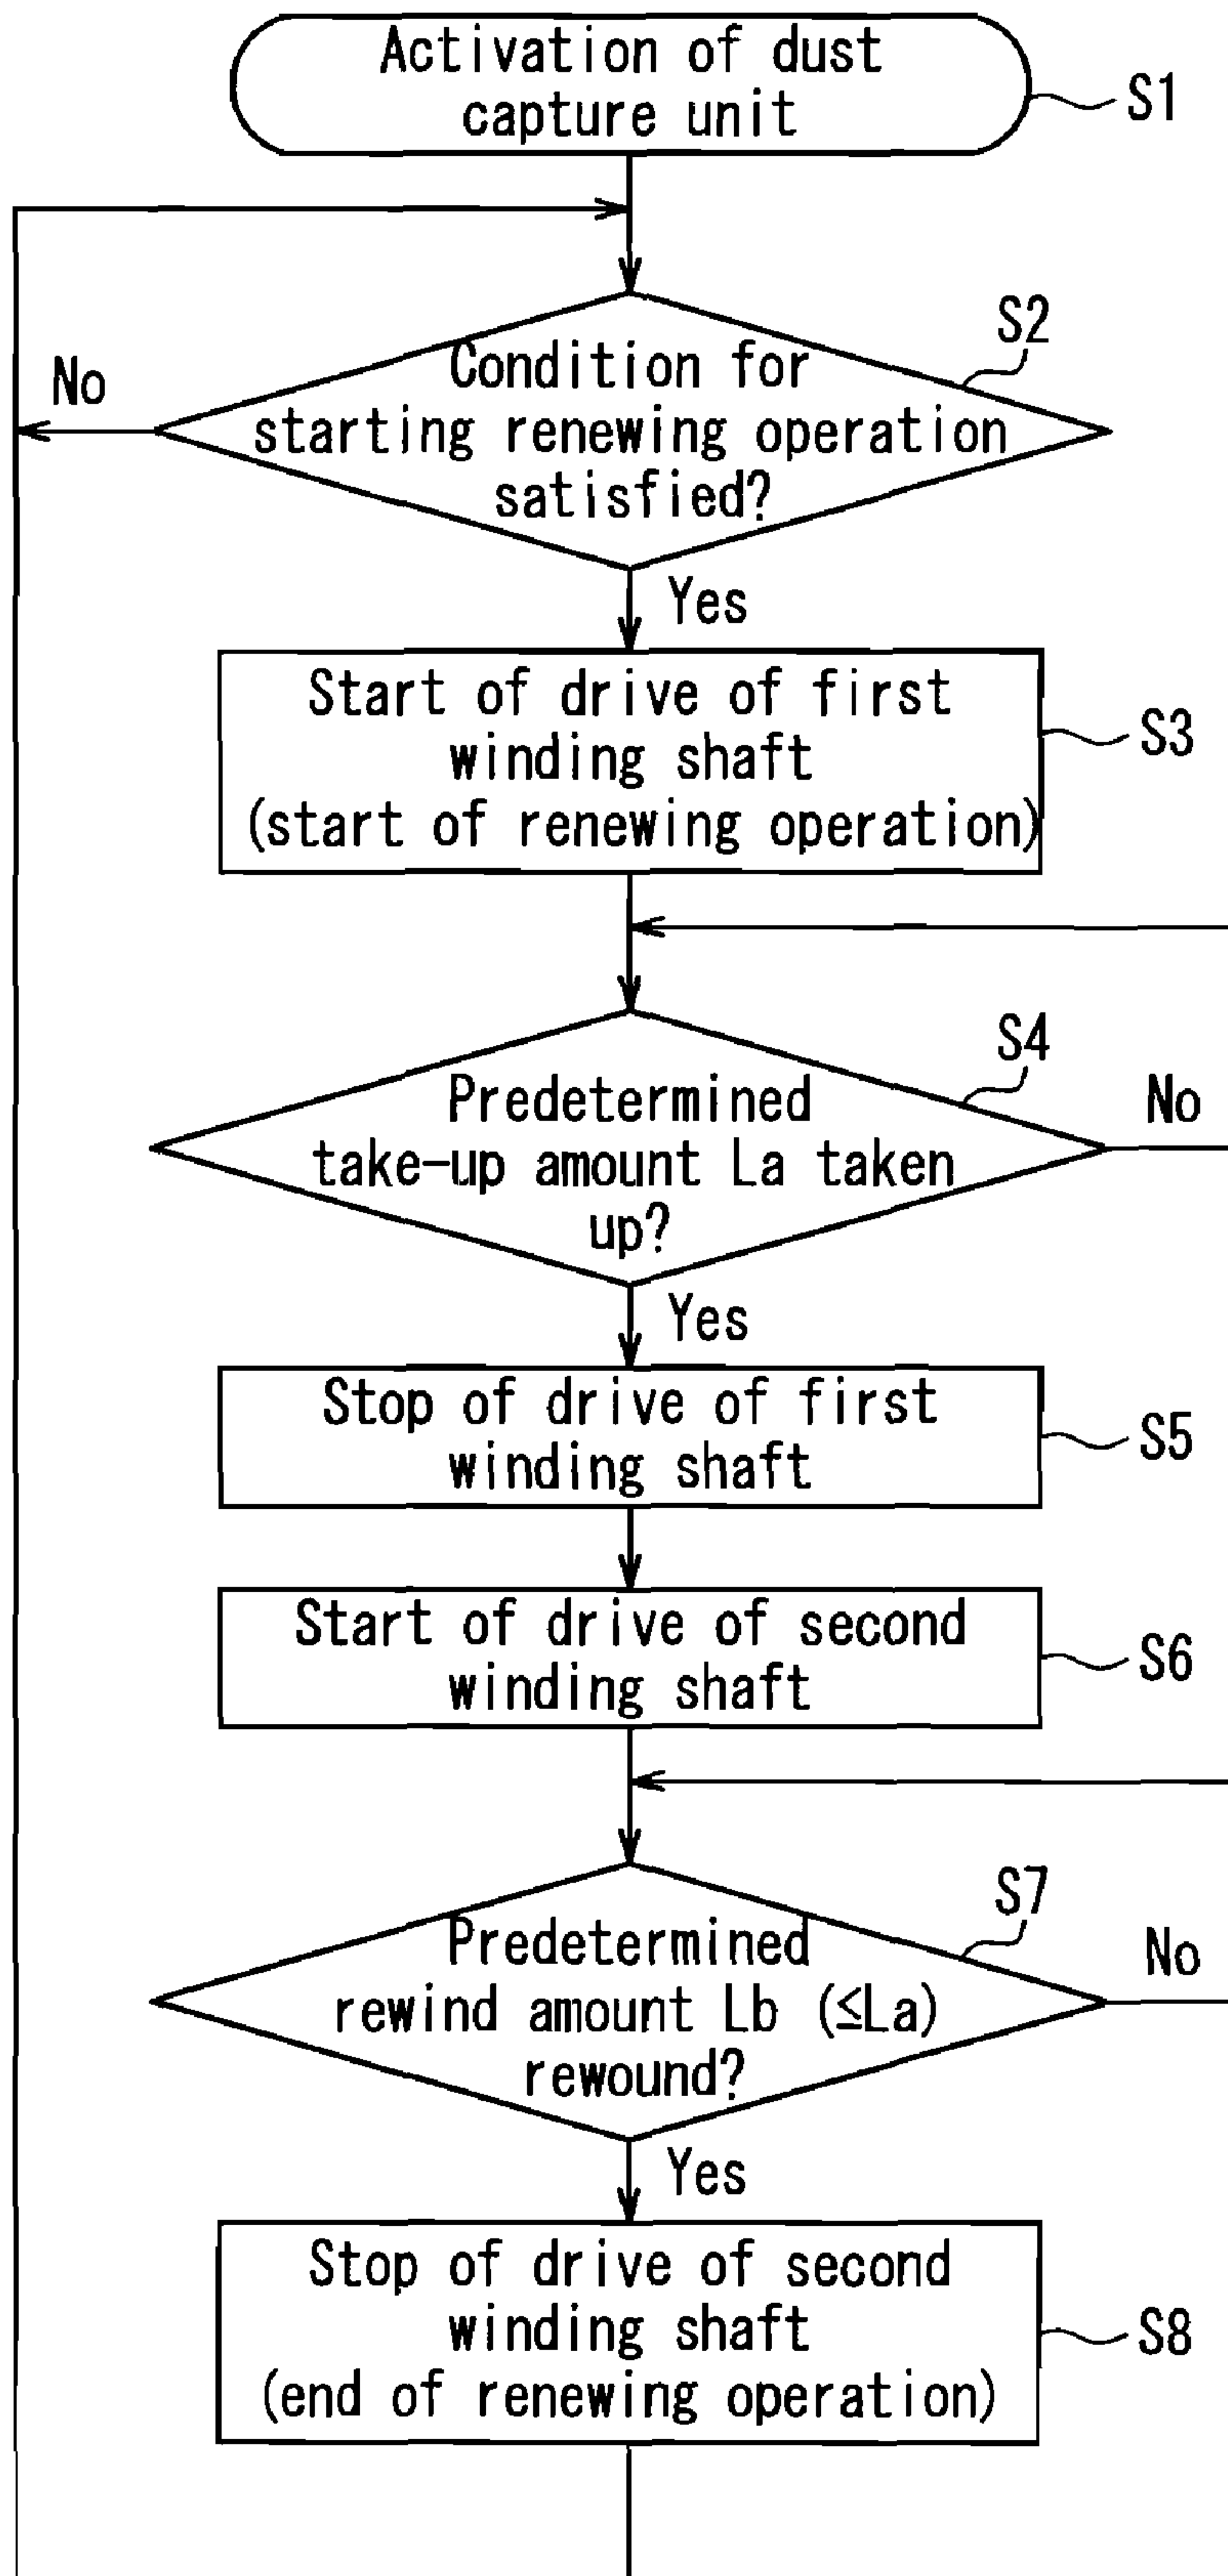 Activation of dust
capture unit
S1
S2
No
Condition for
starting renewing operation
satisfied?
Yes
Start of drive of first
winding shaft
(start of renewing operation)
S3
S4
No
Predetermined
take-up amount La taken
up?
Yes
Stop of drive of first
winding shaft
S5
Start of drive of second
winding shaft
S6
S7
No
Predetermined
rewind amount Lb (≤La)
rewound?
Yes
Stop of drive of second
winding shaft
(end of renewing operation)
S8